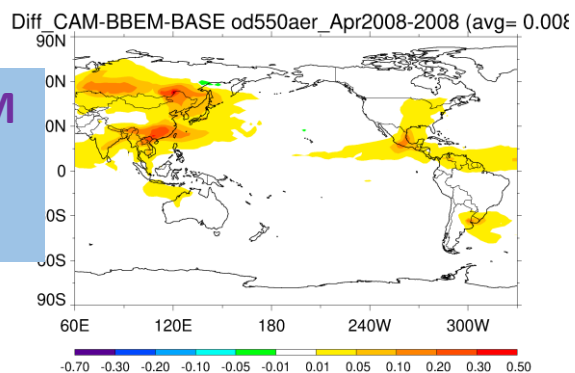 Diff_CAM-BBEM-BASE od550aer_Apr2008-2008 (avg= 0.008
90N
M
0N
0N
0
0S
60S
90S
60E 120E 180 240W 300W
-0.70 -0.30 -0.20 -0.10 -0.05 -0.01 0.01 0.05 0.10 0.20 0.30 0.50